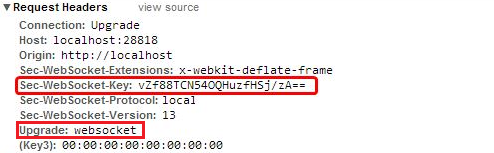 Request Headers view source
Connection: Upgrade
Host: localhost:28818
Origin: http://localhost
Sec-WebSocket-Extensions: x-webkit-deflate-frame
Sec-WebSocket-Key: vZf88TCN54OQHuzfHSj/zA==
Sec-WebSocket-Protocol: local
Sec-WebSocket-Version: 13
Upgrade: websocket
(Key3): 00:00:00:00:00:00:00:00